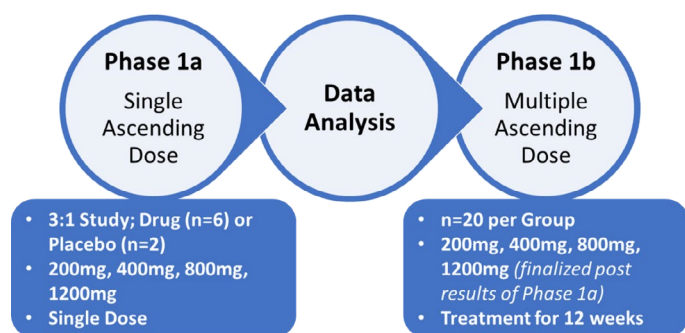 Phase 1a
Single
Ascending
Dose
Data
Analysis
Phase 1b
Multiple
Ascending
Dose
• 3:1 Study; Drug (n=6) or
Placebo (n=2)
• 200mg, 400mg, 800mg,
1200mg
• Single Dose
• n=20 per Group
• 200mg, 400mg, 800mg,
1200mg (finalized post
results of Phase 1a)
• Treatment for 12 weeks